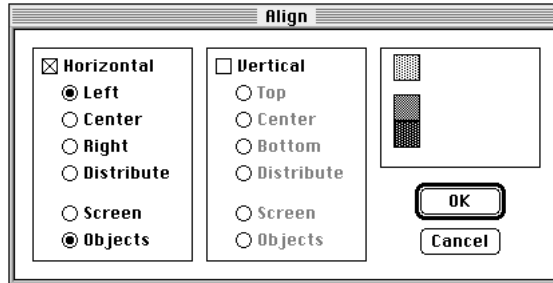 Align
Horizontal
Left
Center
Right
Distribute
Screen
Objects
Vertical
Top
Center
Bottom
Distribute
Screen
Objects
OK
Cancel